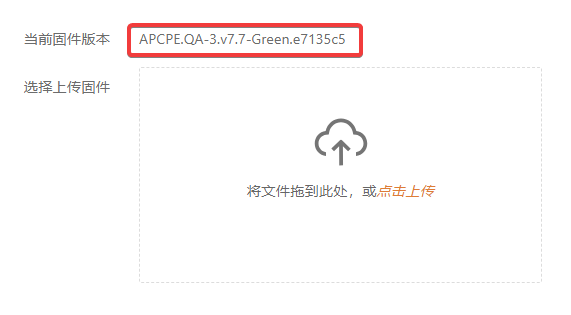 当前固件版本 APCPE.QA-3.v7.7-Green.e7135c5
选择上传固件
将文件拖到此处，或点击上传